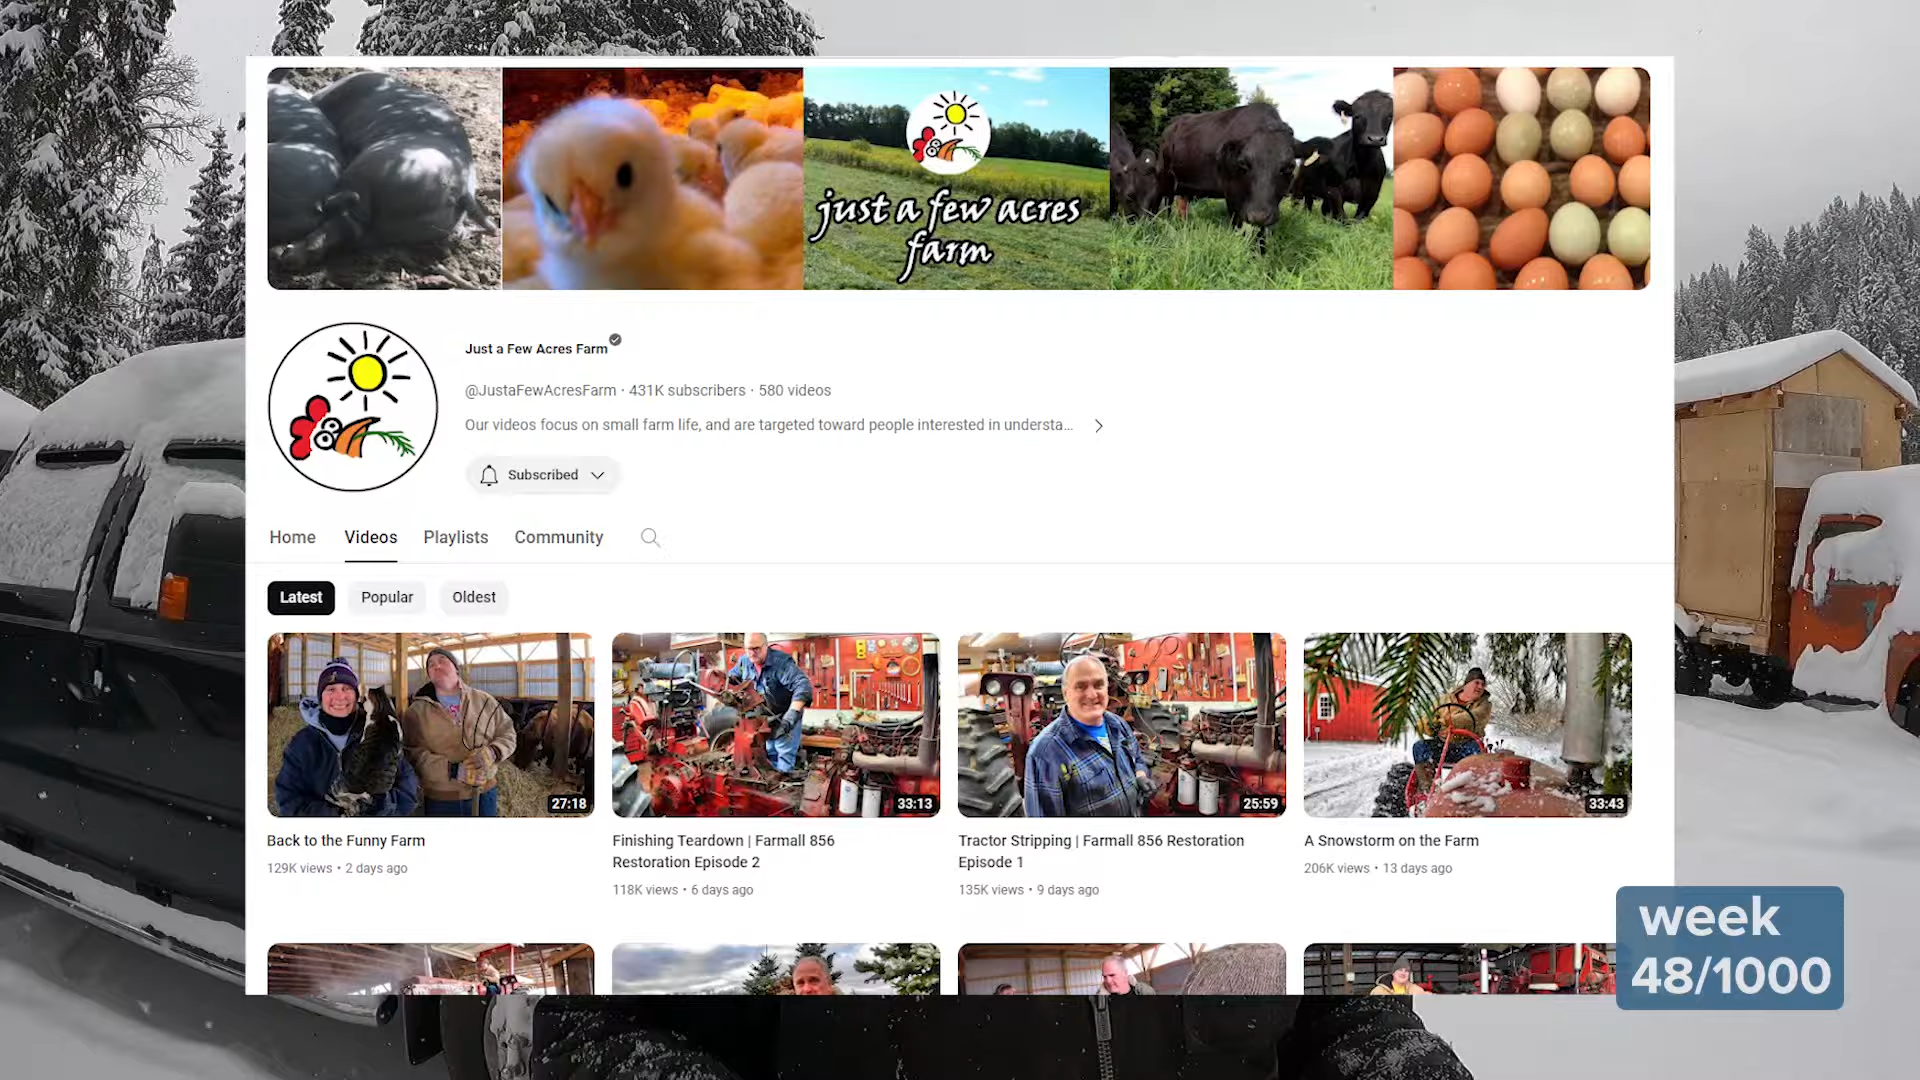 just a few acres
farm
Just a Few Acres Farm
@JustaFewAcresFarm · 431K subscribers · 580 videos
Our videos focus on small farm life, and are targeted toward people interested in understa...
Subscribed
Home Videos Playlists Community
Latest Popular Oldest
27:18 33:13 25:59 33:43
Back to the Funny Farm
129K views • 2 days ago
Finishing Teardown | Farmall 856
Restoration Episode 2
118K views • 6 days ago
Tractor Stripping | Farmall 856 Restoration
Episode 1
135K views • 9 days ago
A Snowstorm on the Farm
206K views • 13 days ago
week
48/1000